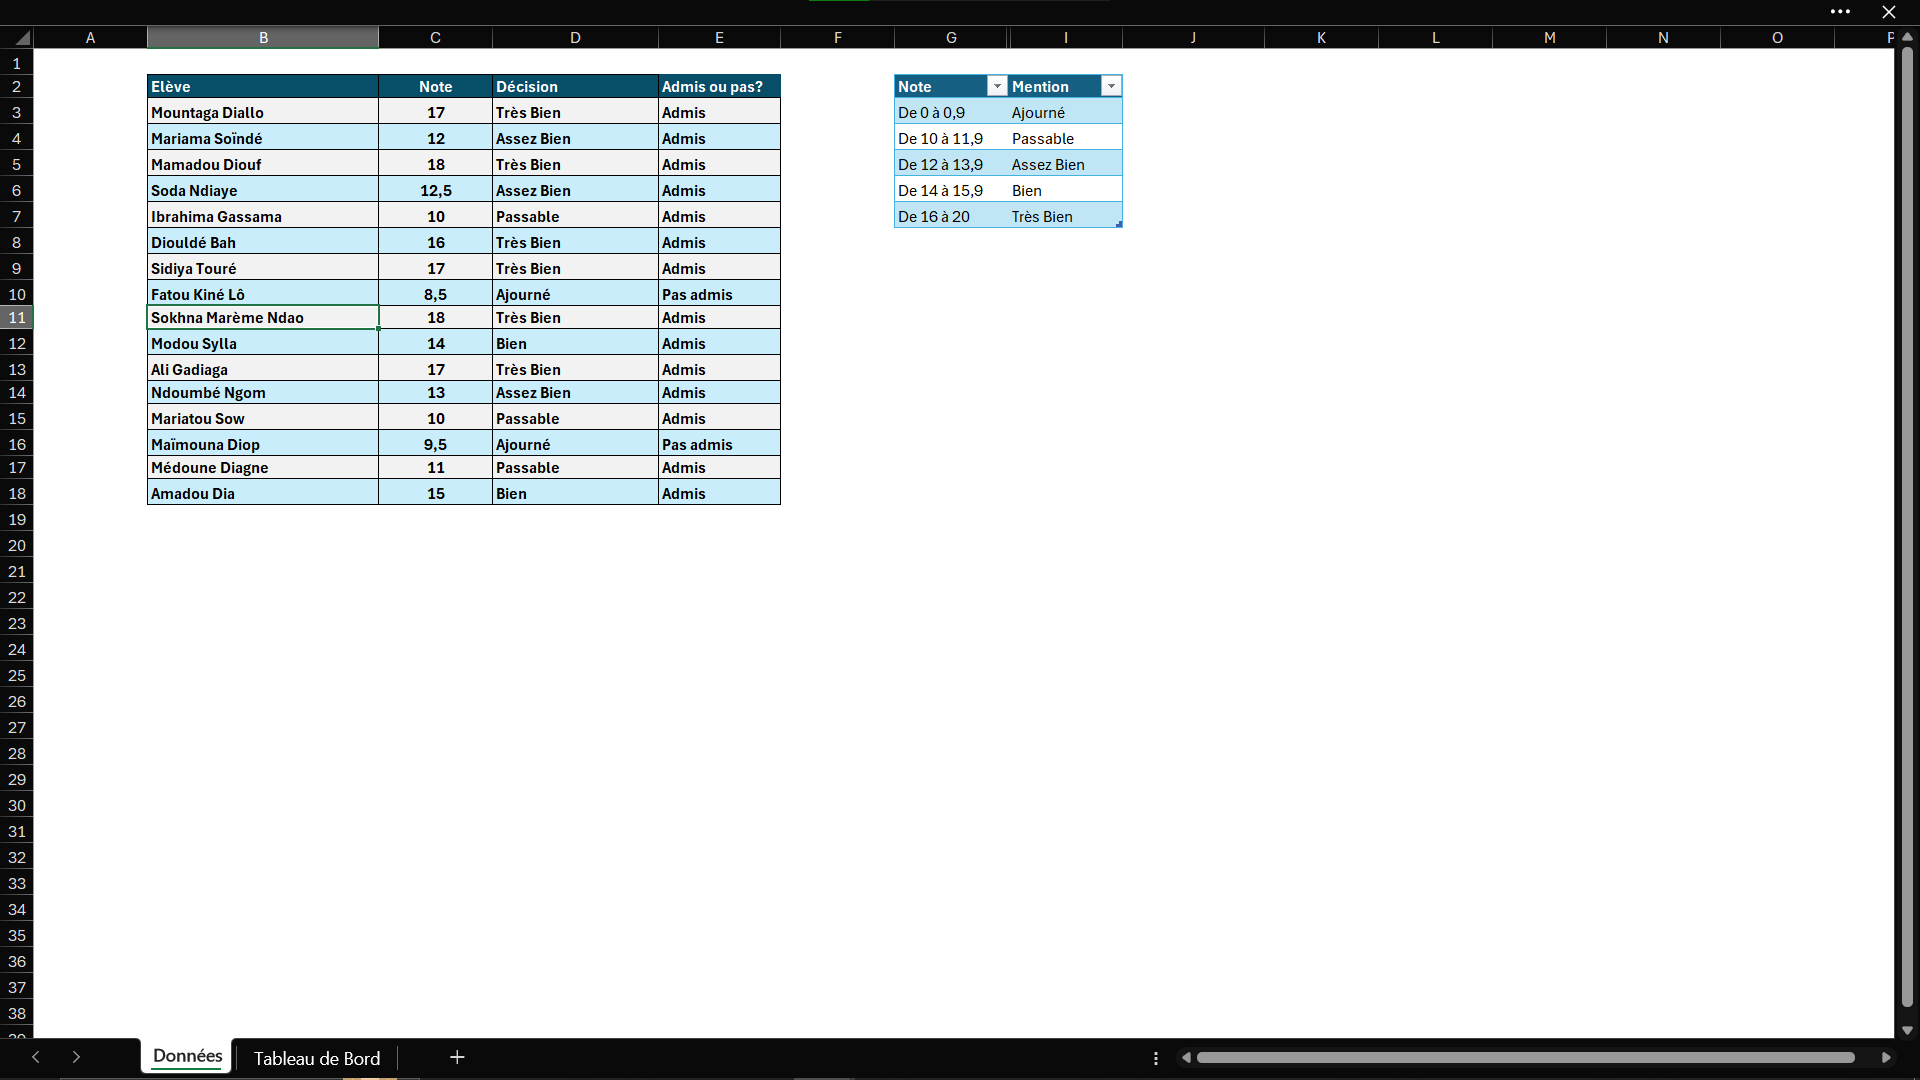 A B C D E F G I J K L M N O P
1
2 Elève Note Décision Admis ou pas? Note Mention
3 Mountaga Diallo 17 Très Bien Admis De 0 à 0,9 Ajourné
4 Mariama Soïndé 12 Assez Bien Admis De 10 à 11,9 Passable
5 Mamadou Diouf 18 Très Bien Admis De 12 à 13,9 Assez Bien
6 Soda Ndiaye 12,5 Assez Bien Admis De 14 à 15,9 Bien
7 Ibrahima Gassama 10 Passable Admis De 16 à 20 Très Bien
8 Diouldé Bah 16 Très Bien Admis
9 Sidiya Touré 17 Très Bien Admis
10 Fatou Kiné Lô 8,5 Ajourné Pas admis
11 Sokhna Marème Ndao 18 Très Bien Admis
12 Modou Sylla 14 Bien Admis
13 Ali Gadiaga 17 Très Bien Admis
14 Ndoumbé Ngom 13 Assez Bien Admis
15 Mariatou Sow 10 Passable Admis
16 Maïmouna Diop 9,5 Ajourné Pas admis
17 Médoune Diagne 11 Passable Admis
18 Amadou Dia 15 Bien Admis
19
20
21
22
23
24
25
26
27
28
29
30
31
32
33
34
35
36
37
38
39
Données Tableau de Bord